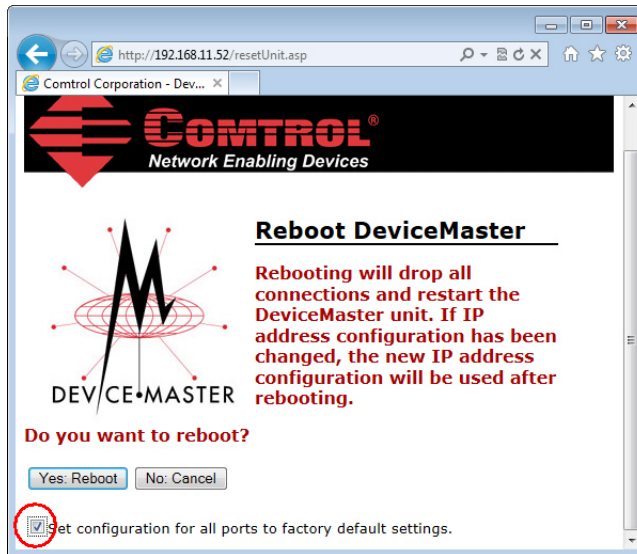 http://192.168.11.52/resetUnit.asp
Comtrol Corporation - Dev...
COMTROL®
Network Enabling Devices
Reboot DeviceMaster
Rebooting will drop all
connections and restart the
DeviceMaster unit. If IP
address configuration has been
changed, the new IP address
configuration will be used after
rebooting.
DEVICE•MASTER
Do you want to reboot?
Yes: Reboot No: Cancel
Set configuration for all ports to factory default settings.